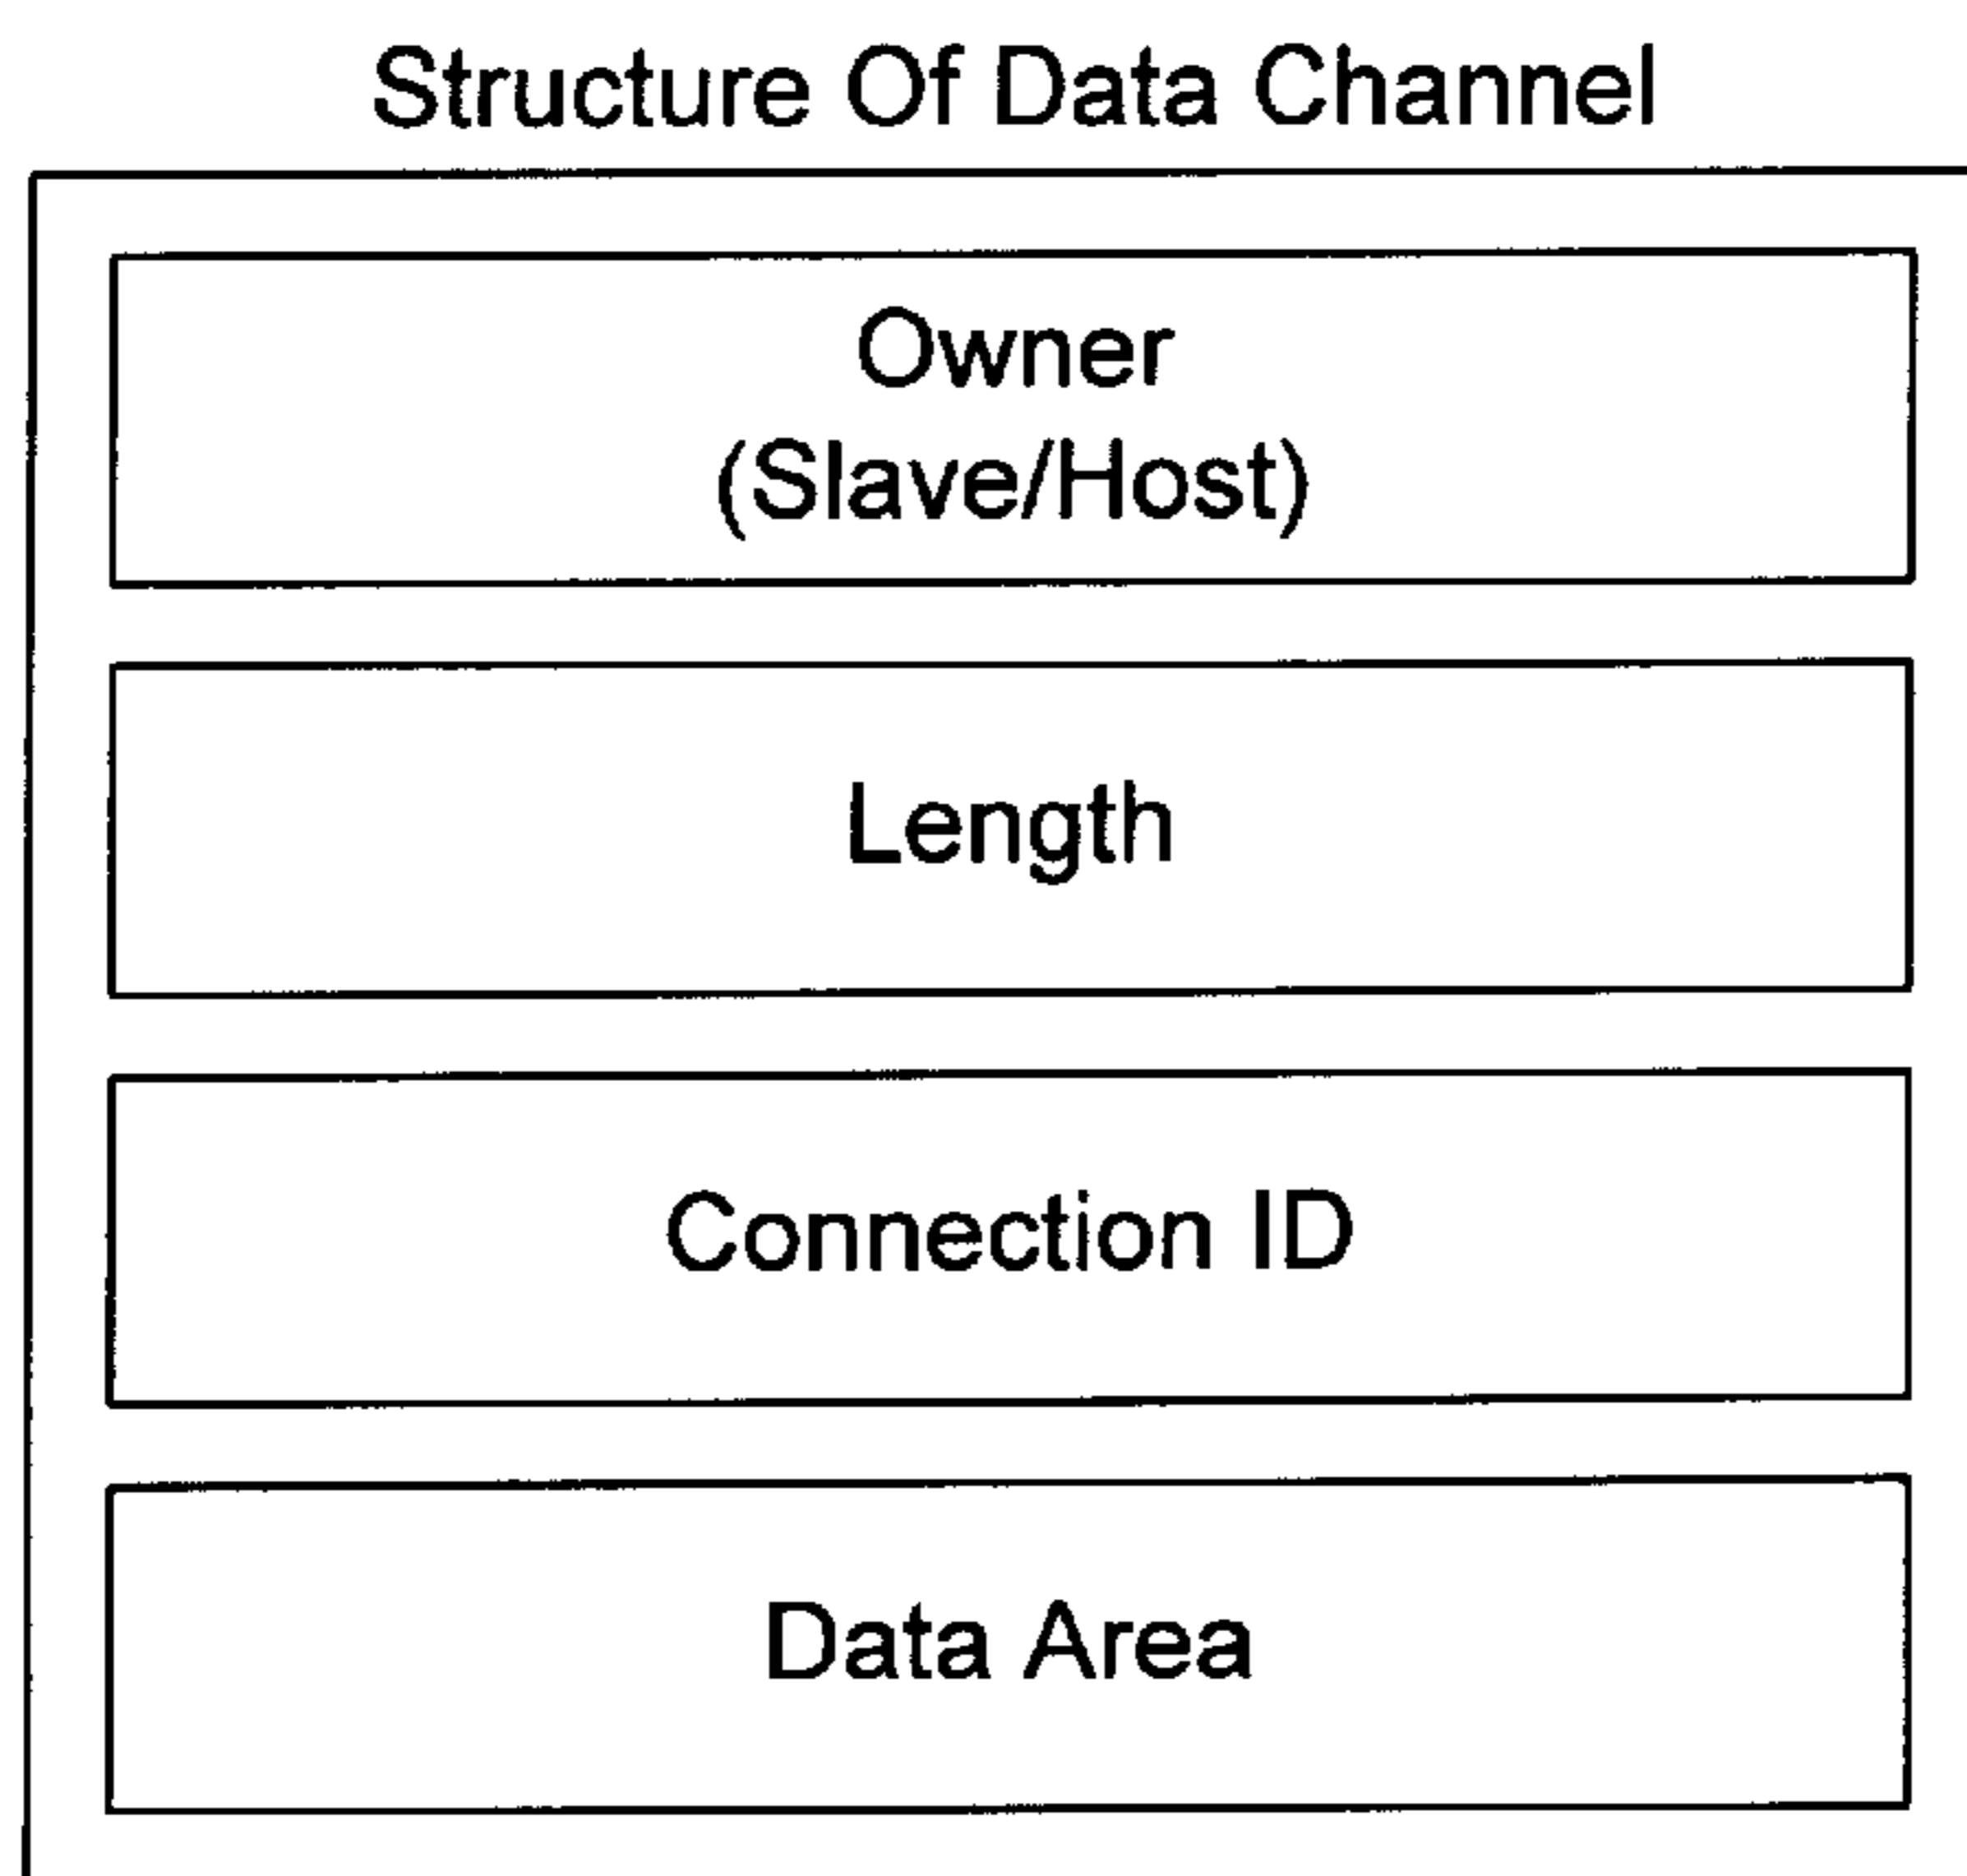 Structure Of Data Channel
Owner
(Slave/Host)
Length
Connection ID
Data Area